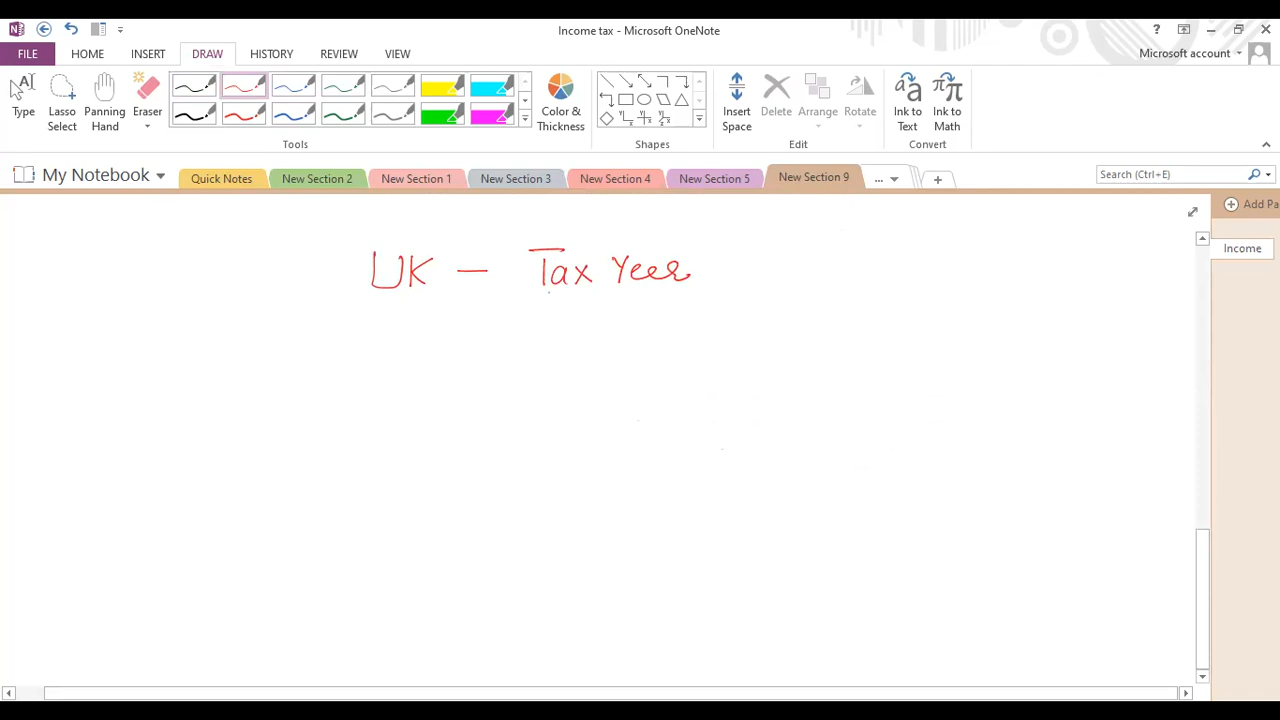 Income tax - Microsoft OneNote
?
FILE HOME INSERT DRAW HISTORY REVIEW VIEW
Microsoft account
Type
Lasso Select
Panning Hand
Eraser
Color & Thickness
Insert Space
Delete
Arrange
Rotate
Ink to Text
Ink to Math
Tools Shapes Edit Convert
My Notebook Quick Notes New Section 2 New Section 1 New Section 3 New Section 4 New Section 5 New Section 9 ... Search (Ctrl+E)
Add Pa
Income
UK - Tax Year